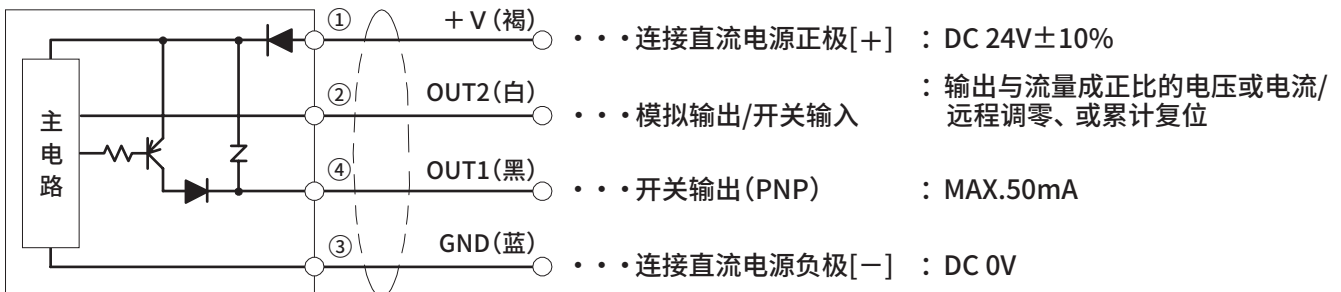 ① ＋V(褐) ・・・连接直流电源正极[＋] ：DC 24V±10%
② OUT2(白) ・・・模拟输出/开关输入 ：输出与流量成正比的电压或电流/
远程调零、或累计复位
主电路
④ OUT1(黑) ・・・开关输出(PNP) ：MAX.50mA
③ GND(蓝) ・・・连接直流电源负极[－] ：DC 0V